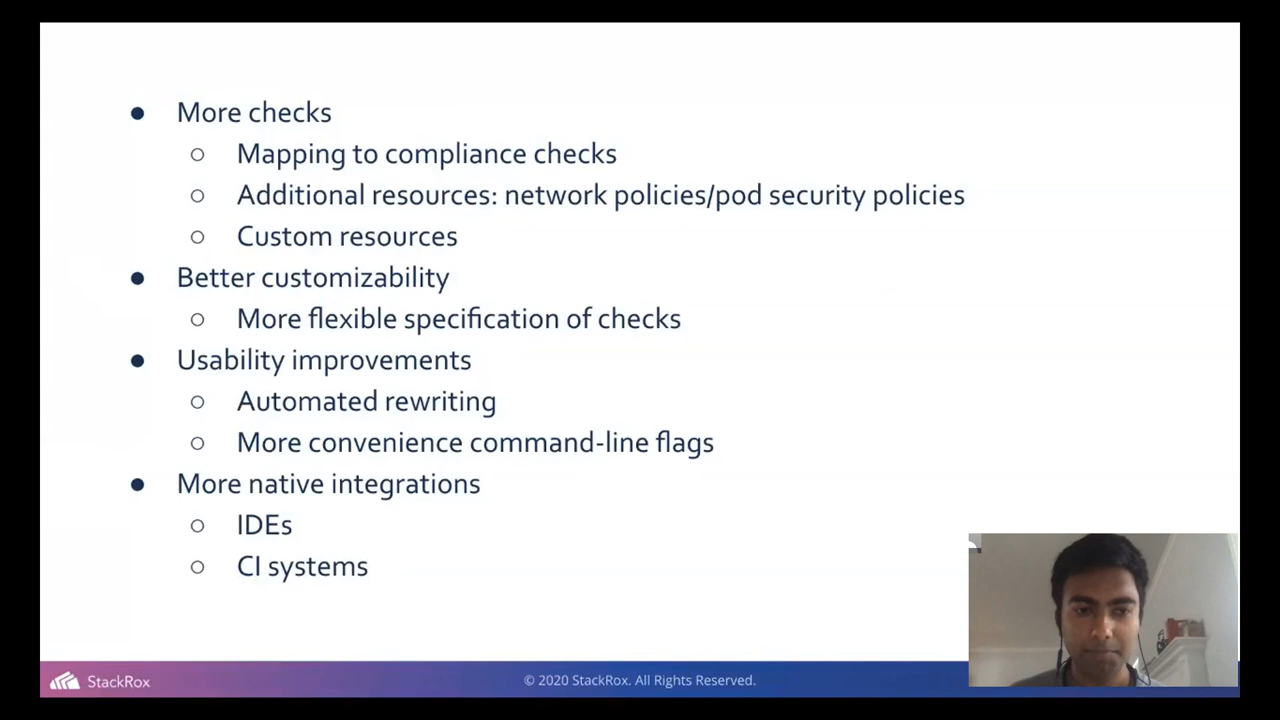 ● More checks
○ Mapping to compliance checks
○ Additional resources: network policies/pod security policies
○ Custom resources
● Better customizability
○ More flexible specification of checks
● Usability improvements
○ Automated rewriting
○ More convenience command-line flags
● More native integrations
○ IDEs
○ CI systems
StackRox
© 2020 StackRox. All Rights Reserved.